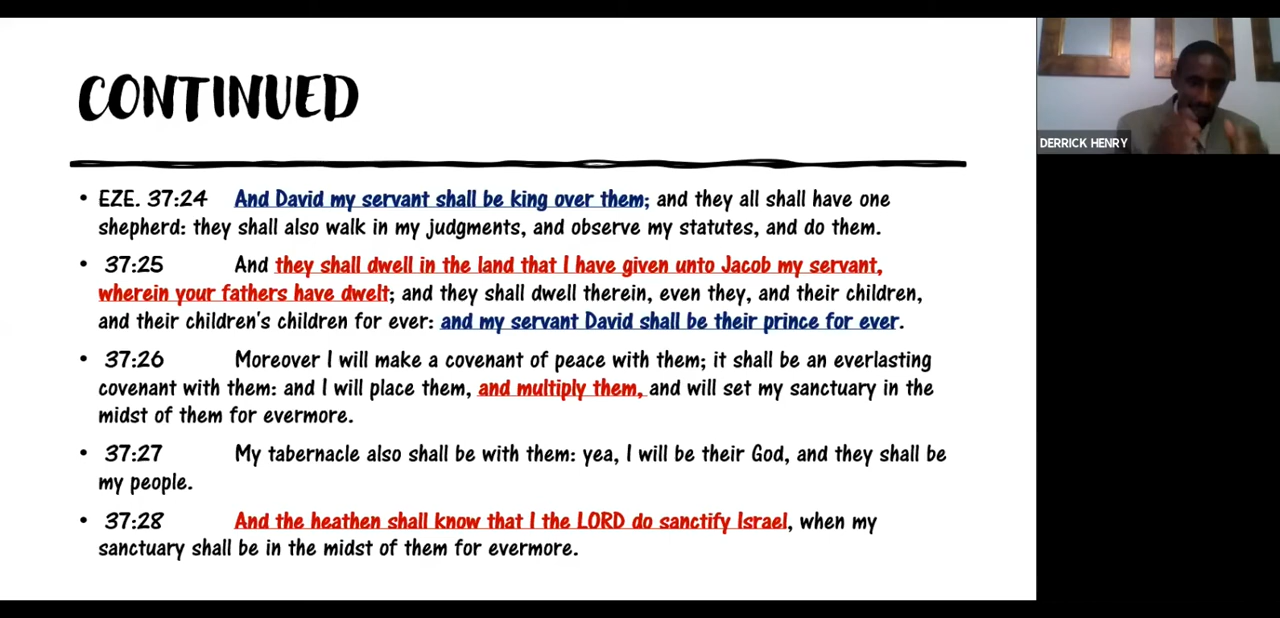 CONTINUED
DERRICK HENRY
• EZE. 37:24 And David my servant shall be king over them; and they all shall have one
shepherd: they shall also walk in my judgments, and observe my statutes, and do them.
• 37:25 And they shall dwell in the land that I have given unto Jacob my servant,
wherein your fathers have dwelt; and they shall dwell therein, even they, and their children,
and their children's children for ever: and my servant David shall be their prince for ever.
• 37:26 Moreover I will make a covenant of peace with them; it shall be an everlasting
covenant with them: and I will place them, and multiply them, and will set my sanctuary in the
midst of them for evermore.
• 37:27 My tabernacle also shall be with them: yea, I will be their God, and they shall be
my people.
• 37:28 And the heathen shall know that I the LORD do sanctify Israel, when my
sanctuary shall be in the midst of them for evermore.